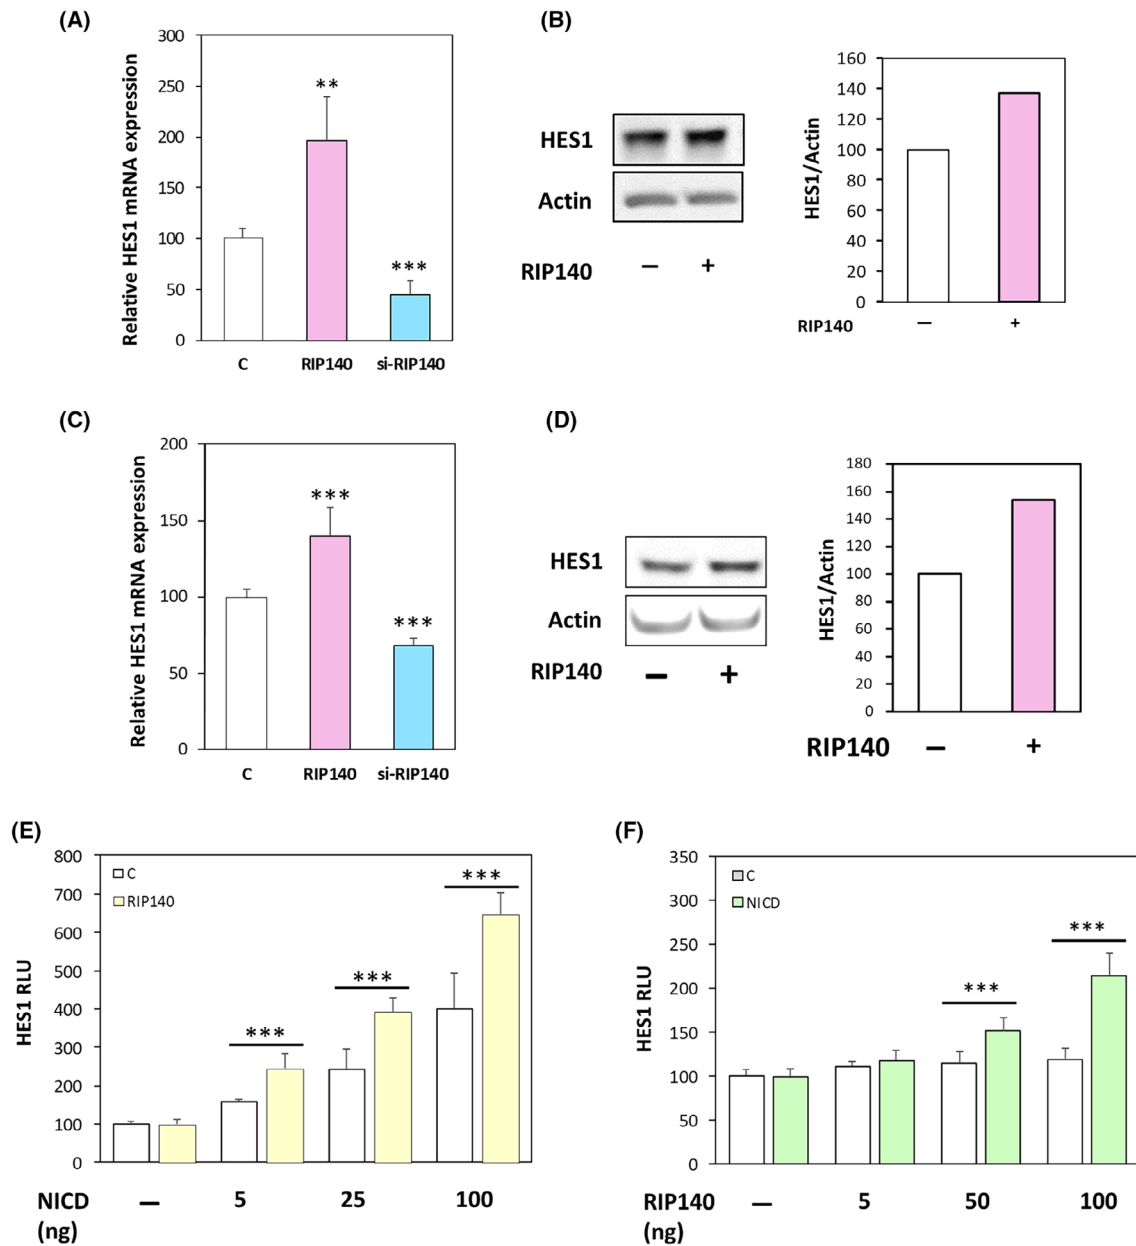 (A)
Relative HES1 mRNA expression
300
250
200
150
100
50
0
**
***
C RIP140 si-RIP140
(B)
HES1
Actin
RIP140 — +
HES1/Actin
160
140
120
100
80
60
40
20
0
RIP140 — +
(C)
Relative HES1 mRNA expression
200
150
100
50
0
***
***
C RIP140 si-RIP140
(D)
HES1
Actin
RIP140 — +
HES1/Actin
180
160
140
120
100
80
60
40
20
0
RIP140 — +
(E)
HES1 RLU
800
700
600
500
400
300
200
100
0
C
RIP140
***
***
***
NICD — 5 25 100
(ng)
(F)
HES1 RLU
350
300
250
200
150
100
50
0
C
NICD
***
***
RIP140 — 5 50 100
(ng)